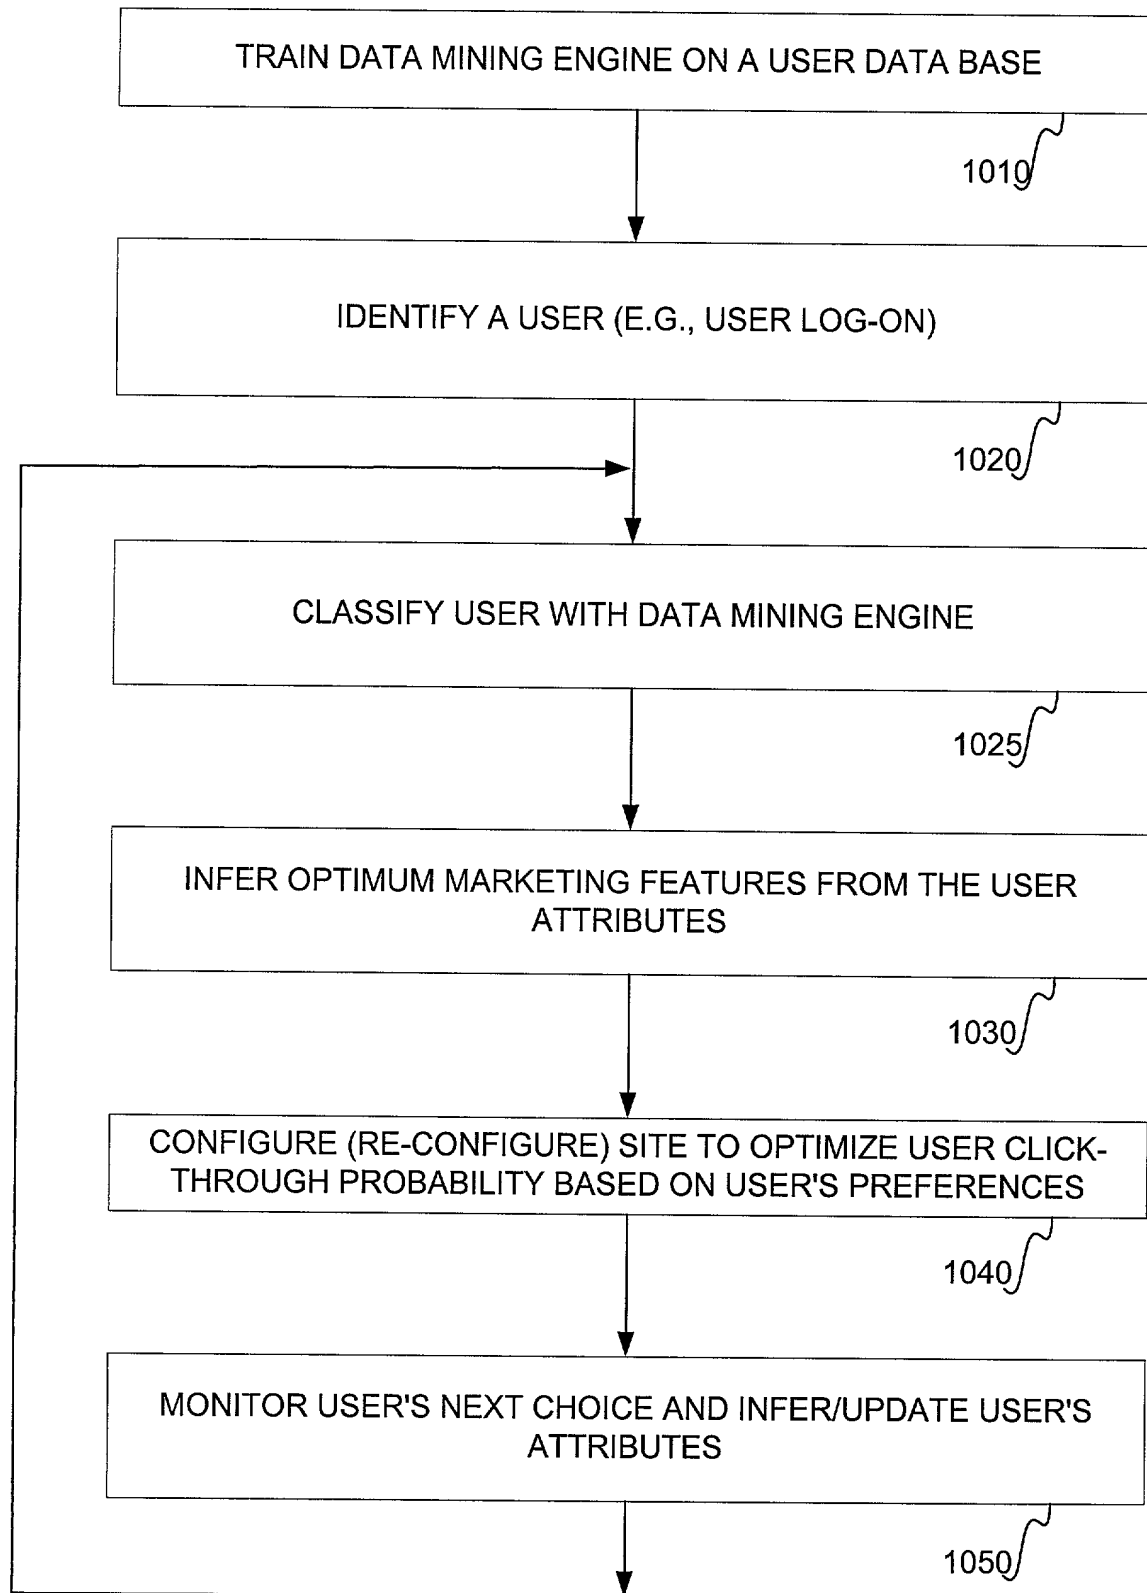 TRAIN DATA MINING ENGINE ON A USER DATA BASE
1010
IDENTIFY A USER (E.G., USER LOG-ON)
1020
CLASSIFY USER WITH DATA MINING ENGINE
1025
INFER OPTIMUM MARKETING FEATURES FROM THE USER
ATTRIBUTES
1030
CONFIGURE (RE-CONFIGURE) SITE TO OPTIMIZE USER CLICK-
THROUGH PROBABILITY BASED ON USER'S PREFERENCES
1040
MONITOR USER'S NEXT CHOICE AND INFER/UPDATE USER'S
ATTRIBUTES
1050